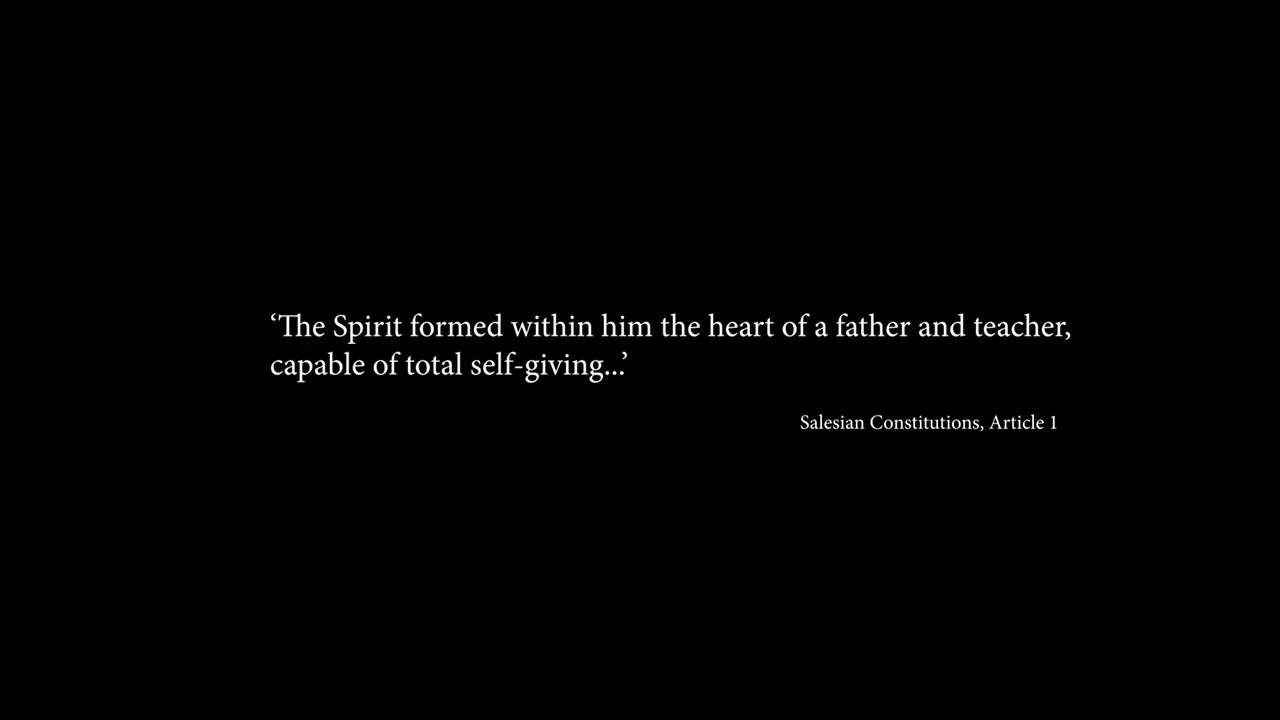 ‘The Spirit formed within him the heart of a father and teacher,
capable of total self-giving...’
Salesian Constitutions, Article 1